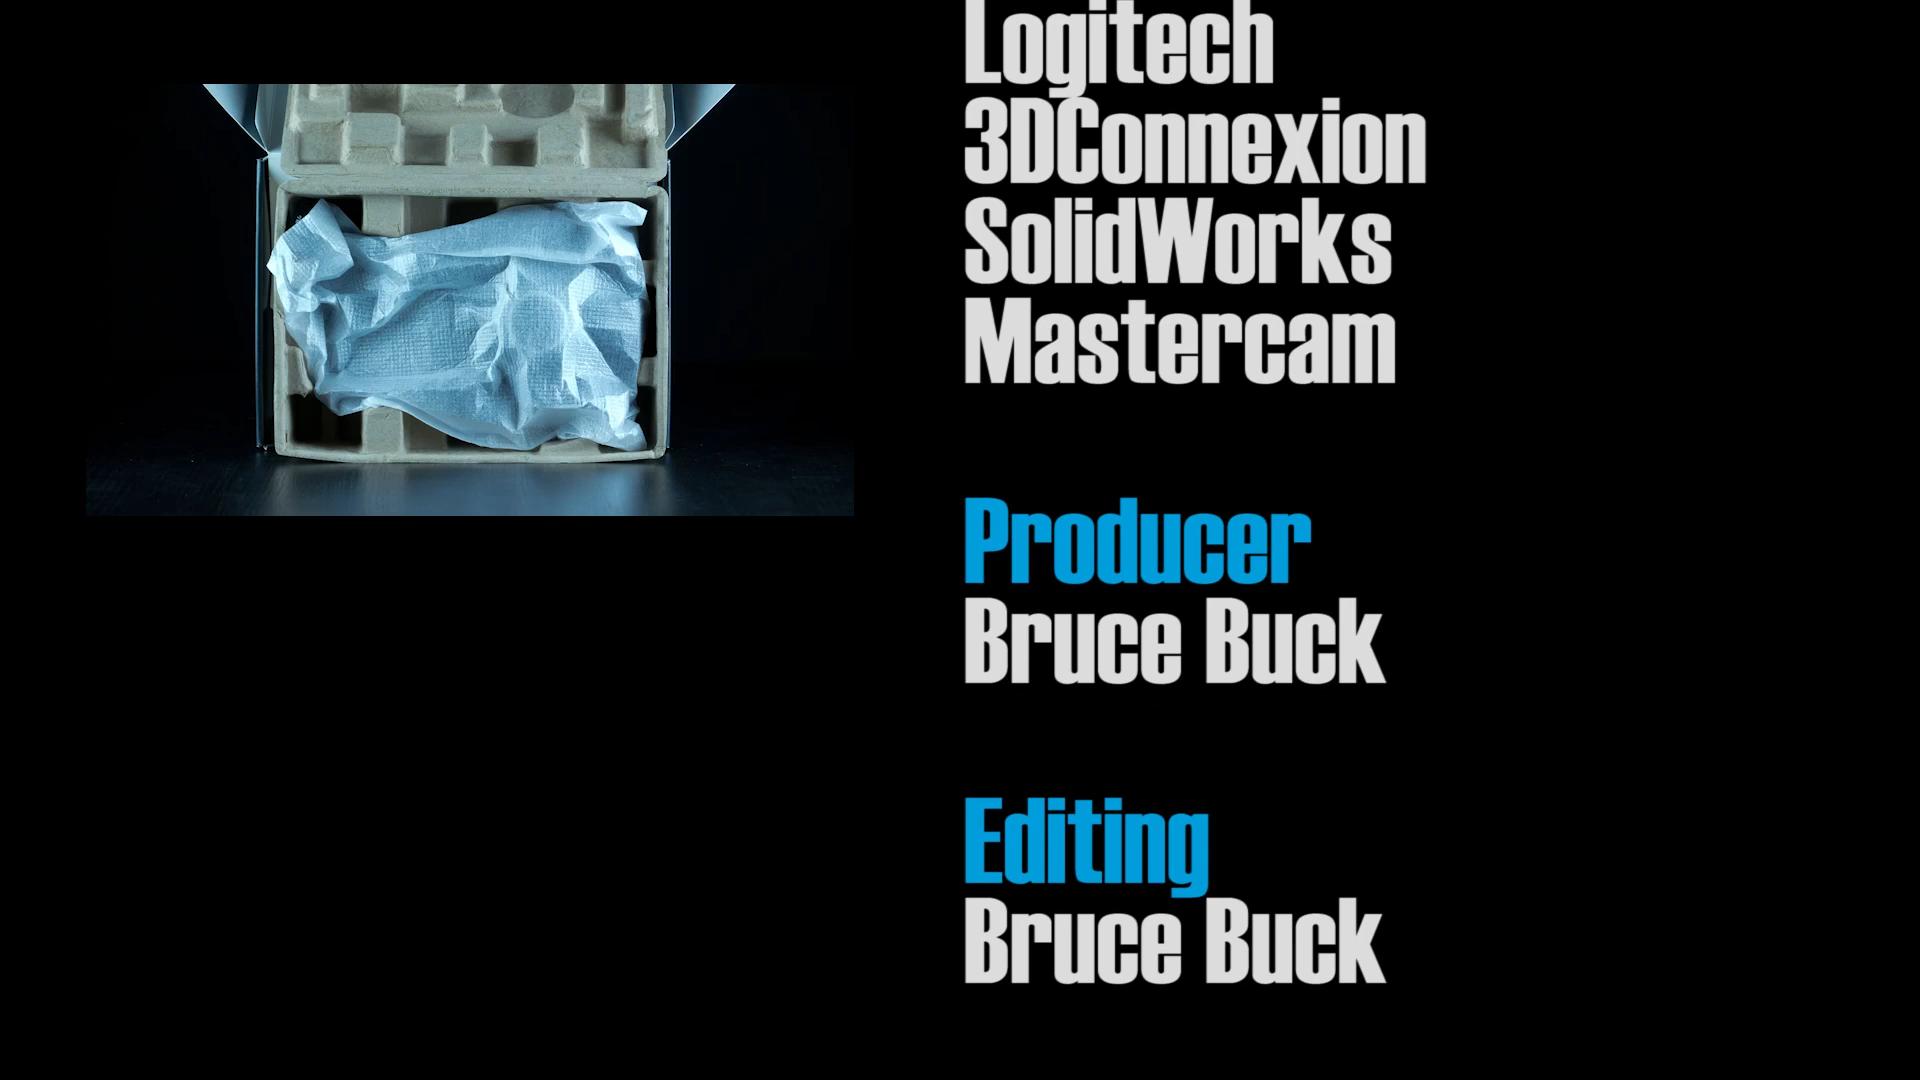 Logitech
3DConnexion
SolidWorks
Mastercam
Producer
Bruce Buck
Editing
Bruce Buck